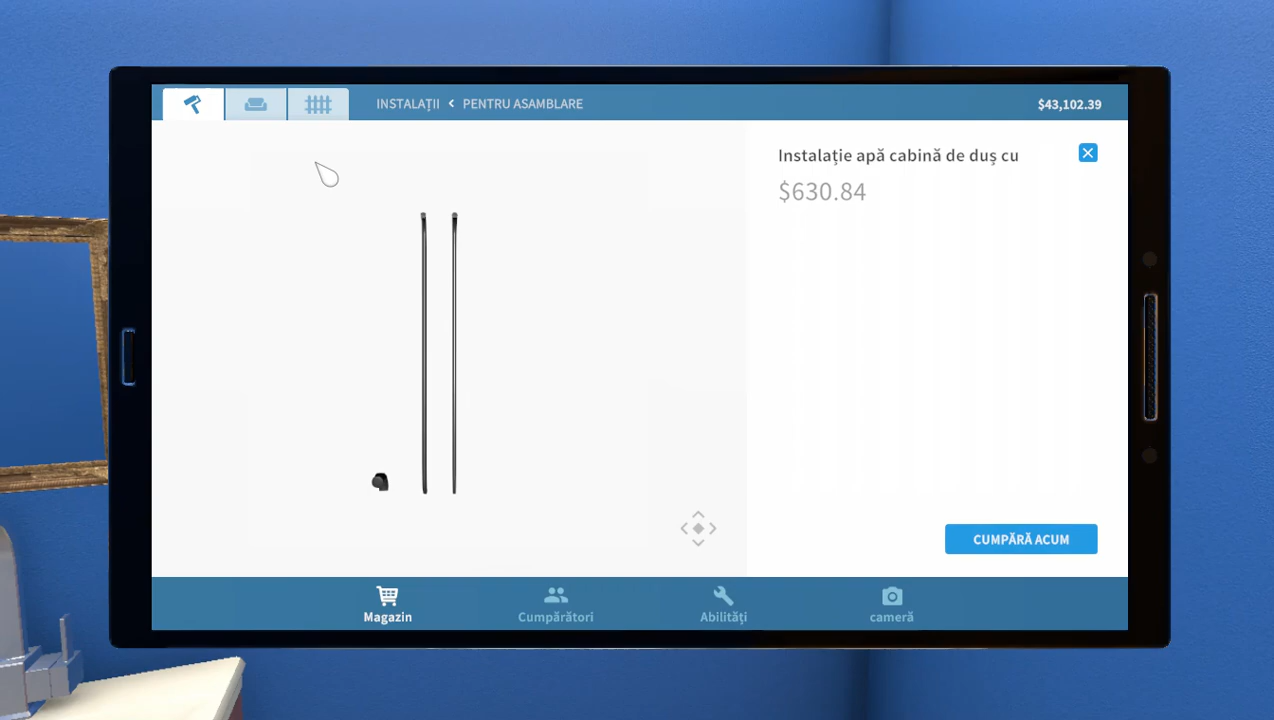 INSTALAȚII < PENTRU ASAMBLARE
$43,102.39
Instalație apă cabină de duș cu
$630.84
CUMPĂRĂ ACUM
Magazin
Cumpărători
Abilități
cameră